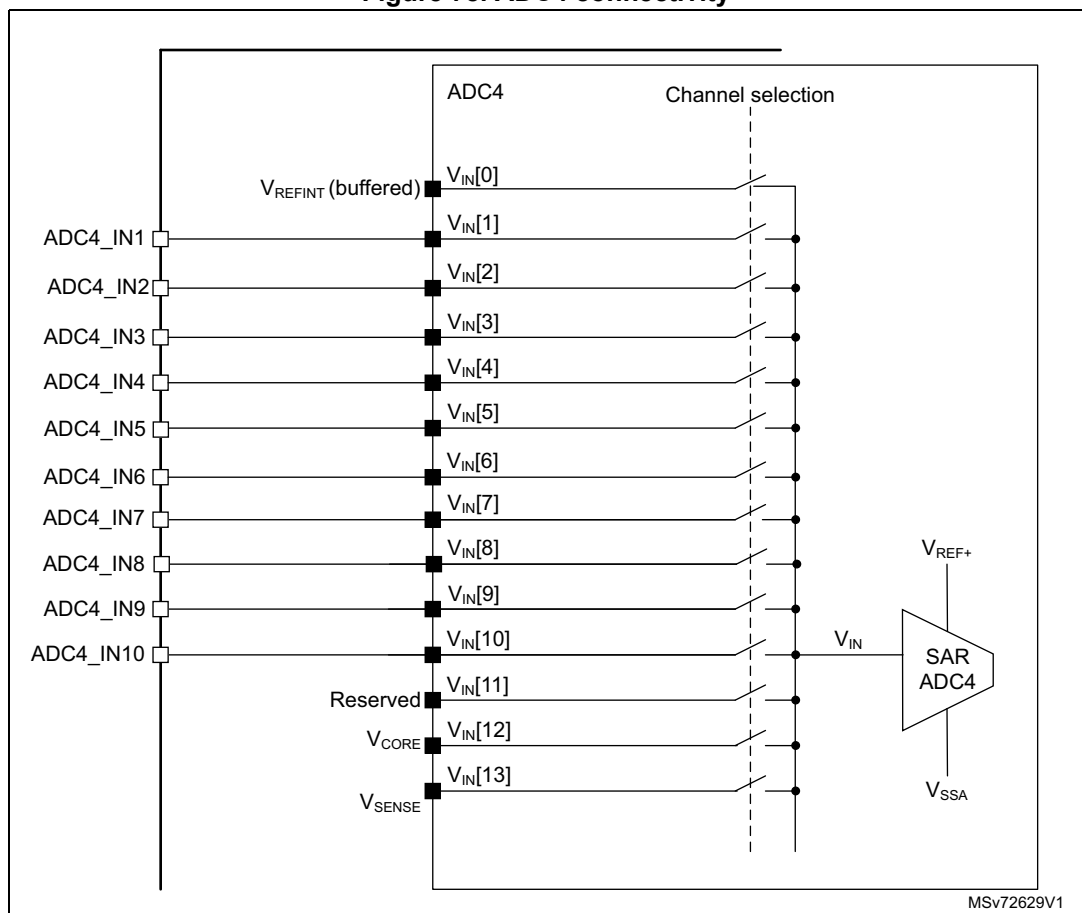 ADC4 connectivity
ADC4
Channel selection
VREFINT (buffered)
VIN[0]
ADC4_IN1
VIN[1]
ADC4_IN2
VIN[2]
ADC4_IN3
VIN[3]
ADC4_IN4
VIN[4]
ADC4_IN5
VIN[5]
ADC4_IN6
VIN[6]
ADC4_IN7
VIN[7]
ADC4_IN8
VIN[8]
VREF+
ADC4_IN9
VIN[9]
ADC4_IN10
VIN[10]
VIN
SAR
ADC4
Reserved
VIN[11]
VCORE
VIN[12]
VSENSE
VIN[13]
VSSA
MSv72629V1